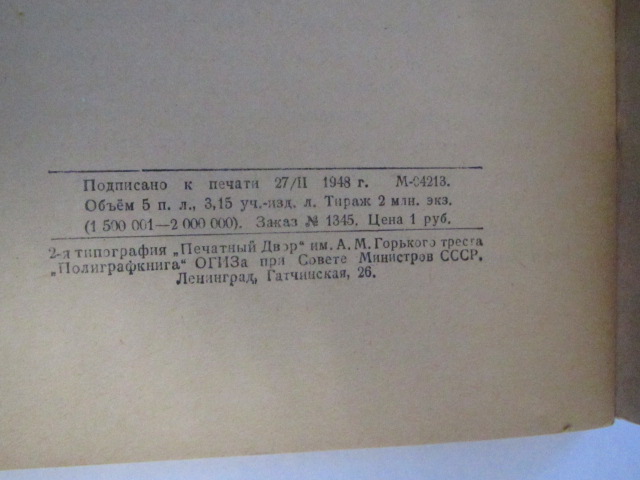 Подписано к печати 27/II 1948 г. М-04213.
Объём 5 п. л., 3,15 уч.-изд. л. Тираж 2 млн. экз.
(1 500 001—2 000 000). Заказ № 1345. Цена 1 руб.
2-я типография „Печатный Двор“ им. А. М. Горького треста
„Полиграфкнига“ ОГИЗа при Совете Министров СССР.
Ленинград, Гатчинская, 26.